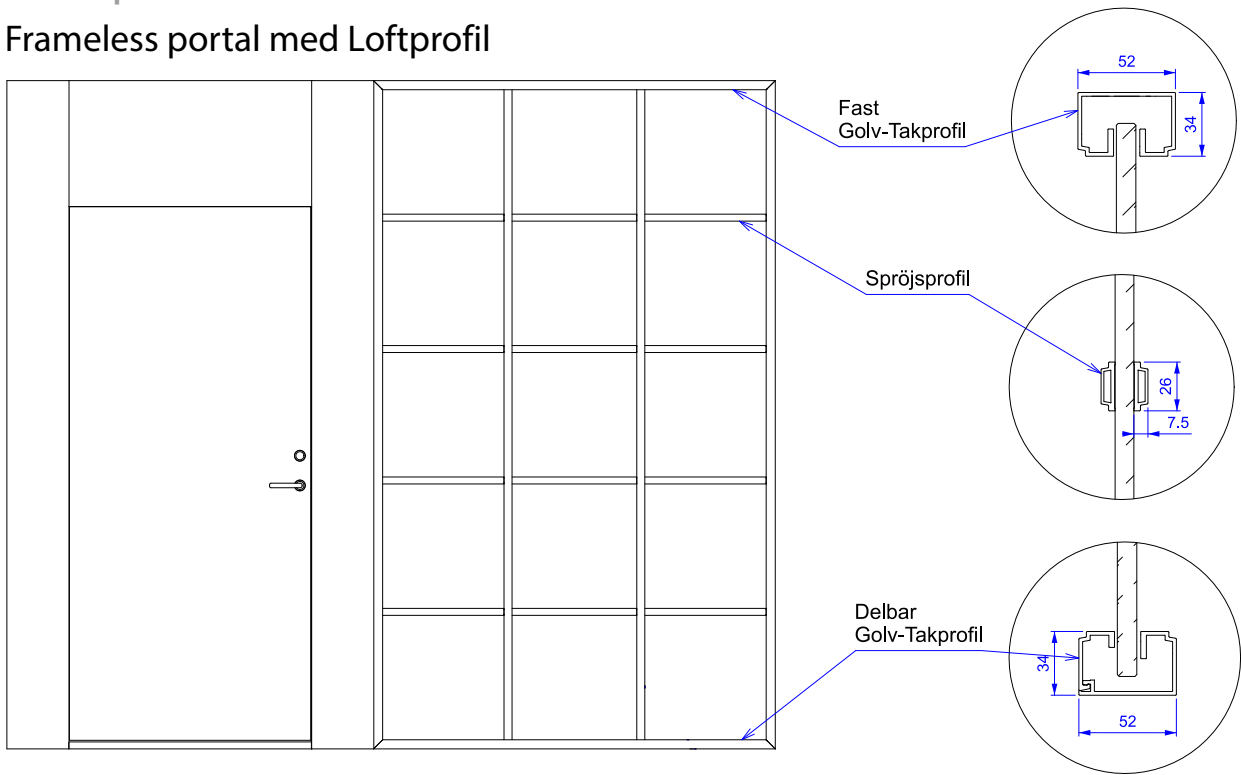 Frameless portal med Loftprofil
52
Fast
Golv-Takprofil
34
Spröjsprofil
26
7.5
Delbar
Golv-Takprofil
34
52